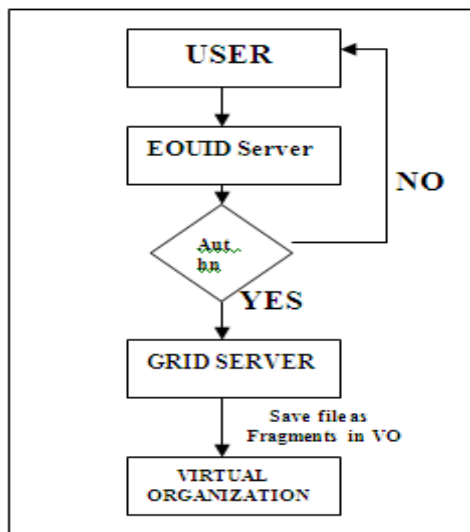 USER
EOUID Server
NO
Aut
hn
YES
GRID SERVER
Save file as
Fragments in VO
VIRTUAL
ORGANIZATION